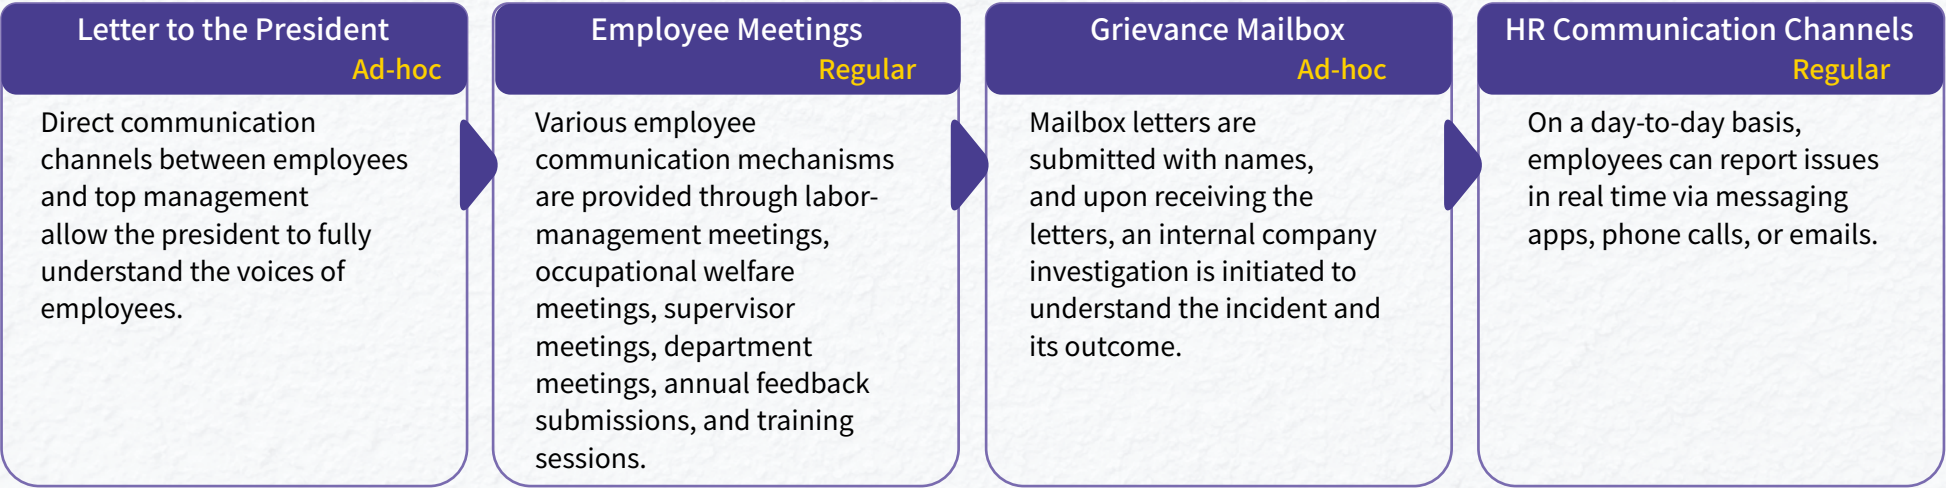 Letter to the President
Ad-hoc
Direct communication
channels between employees
and top management
allow the president to fully
understand the voices of
employees.
Employee Meetings
Regular
Various employee
communication mechanisms
are provided through labor-
management meetings,
occupational welfare
meetings, supervisor
meetings, department
meetings, annual feedback
submissions, and training
sessions.
Grievance Mailbox
Ad-hoc
Mailbox letters are
submitted with names,
and upon receiving the
letters, an internal company
investigation is initiated to
understand the incident and
its outcome.
HR Communication Channels
Regular
On a day-to-day basis,
employees can report issues
in real time via messaging
apps, phone calls, or emails.